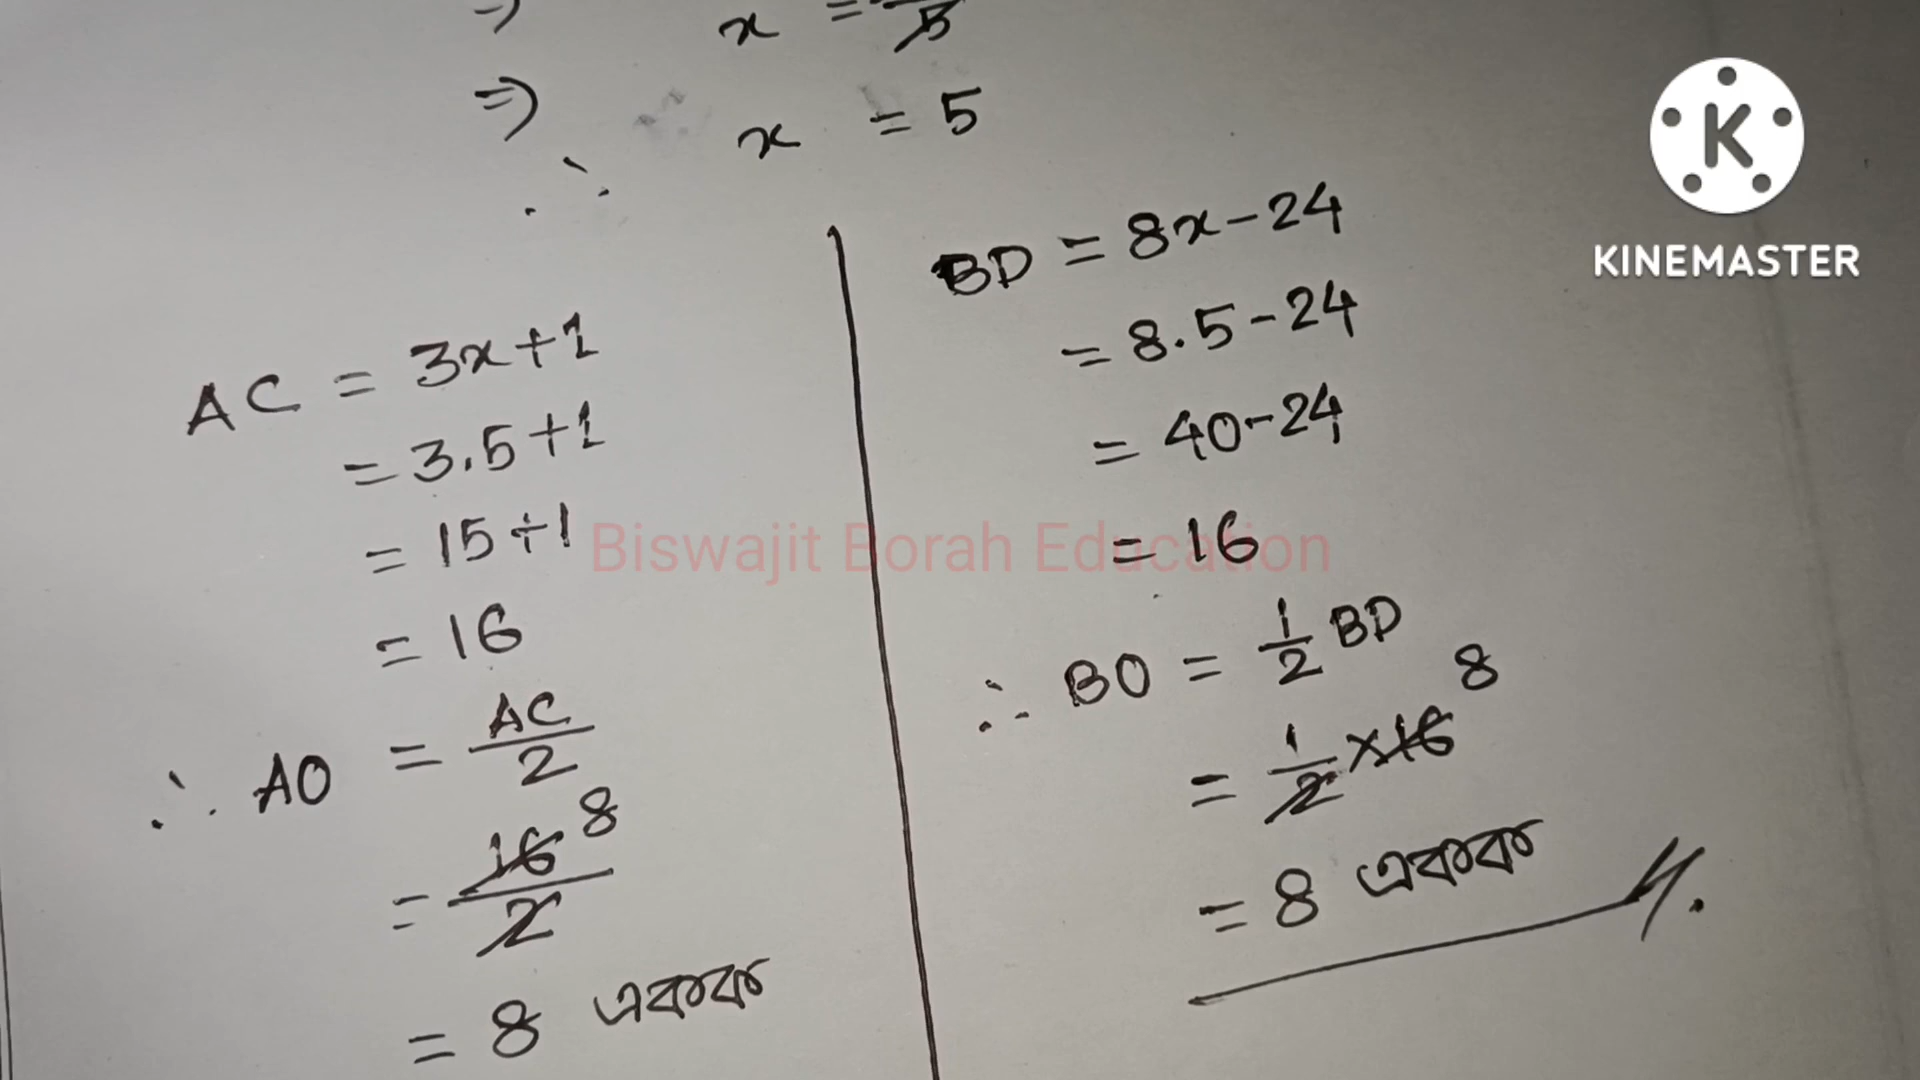 ⇒ x =
⇒ x = 5
∴
AC = 3x+1
= 3.5+1
= 15+1
= 16
∴ AO = AC/2
= 16/2 8
= 8 একক
BD = 8x-24
= 8.5-24
= 40-24
= 16
∴ BO = 1/2 BD
= 1/2 × 16 8
= 8 একক
Biswajit Borah Education
K
KINEMASTER